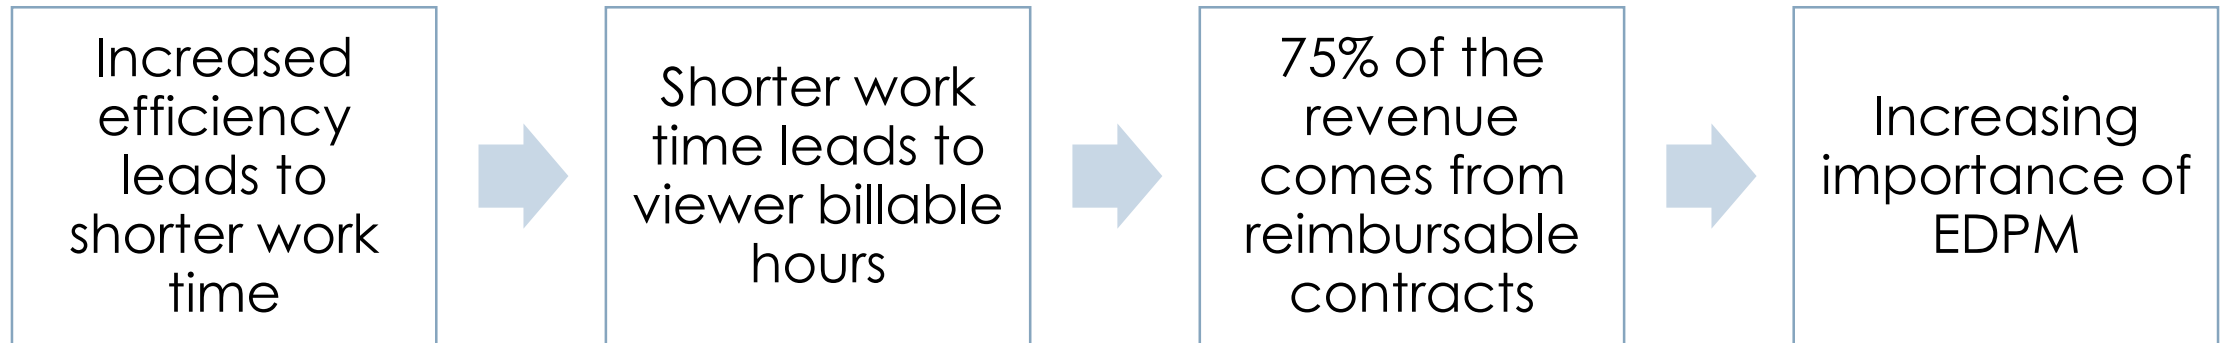 Increased
efficiency
leads to
shorter work
time
Shorter work
time leads to
viewer billable
hours
75% of the
revenue
comes from
reimbursable
contracts
Increasing
importance of
EDPM